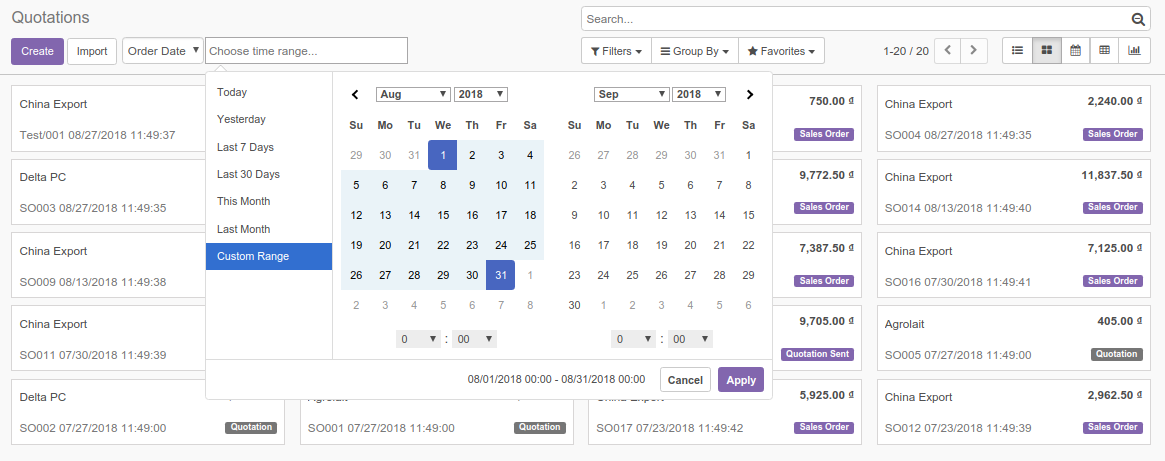 Quotations
Search...
Create Import Order Date Choose time range...
Filters Group By Favorites 1-20 / 20
Today
Yesterday
Last 7 Days
Last 30 Days
This Month
Last Month
Custom Range
Aug 2018
Su Mo Tu We Th Fr Sa
29 30 31 1 2 3 4
5 6 7 8 9 10 11
12 13 14 15 16 17 18
19 20 21 22 23 24 25
26 27 28 29 30 31 1
2 3 4 5 6 7 8
0 : 00
Sep 2018
Su Mo Tu We Th Fr Sa
26 27 28 29 30 31 1
2 3 4 5 6 7 8
9 10 11 12 13 14 15
16 17 18 19 20 21 22
23 24 25 26 27 28 29
30 1 2 3 4 5 6
0 : 00
08/01/2018 00:00 - 08/31/2018 00:00 Cancel Apply
China Export
Test/001 08/27/2018 11:49:37
750.00 ₫
Sales Order
China Export 2,240.00 ₫
SO004 08/27/2018 11:49:35 Sales Order
Delta PC
SO003 08/27/2018 11:49:35
9,772.50 ₫
Sales Order
China Export 11,837.50 ₫
SO014 08/13/2018 11:49:40 Sales Order
China Export
SO009 08/13/2018 11:49:38
7,387.50 ₫
Sales Order
China Export 7,125.00 ₫
SO016 07/30/2018 11:49:41 Sales Order
China Export
SO011 07/30/2018 11:49:39
9,705.00 ₫
Quotation Sent
Agrolait 405.00 ₫
SO005 07/27/2018 11:49:00 Quotation
Delta PC
SO002 07/27/2018 11:49:00 Quotation
Agrolait
SO001 07/27/2018 11:49:00 Quotation
China Export 5,925.00 ₫
SO017 07/23/2018 11:49:42 Sales Order
China Export 2,962.50 ₫
SO012 07/23/2018 11:49:39 Sales Order